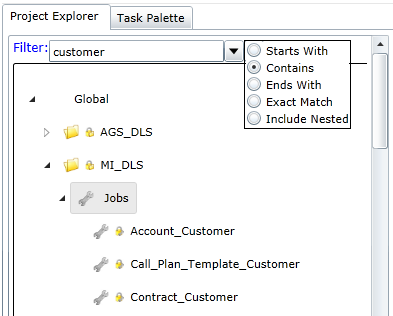 Project Explorer Task Palette
Filter: customer
Starts With
Contains
Ends With
Exact Match
Include Nested
Global
AGS_DLS
MI_DLS
Jobs
Account_Customer
Call_Plan_Template_Customer
Contract_Customer